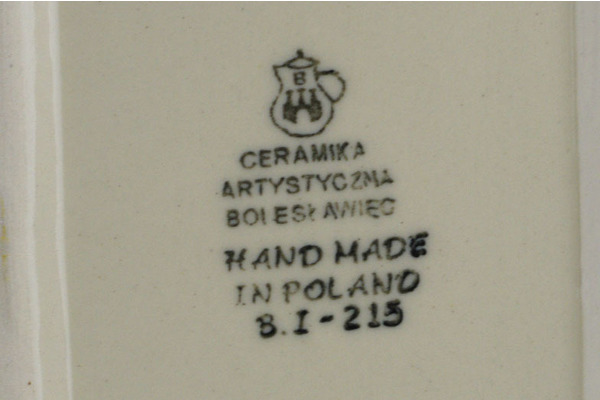 B
CERAMIKA
ARTYSTYCZNA
BOLESŁAWIEC
HAND MADE
IN POLAND
B.I-215